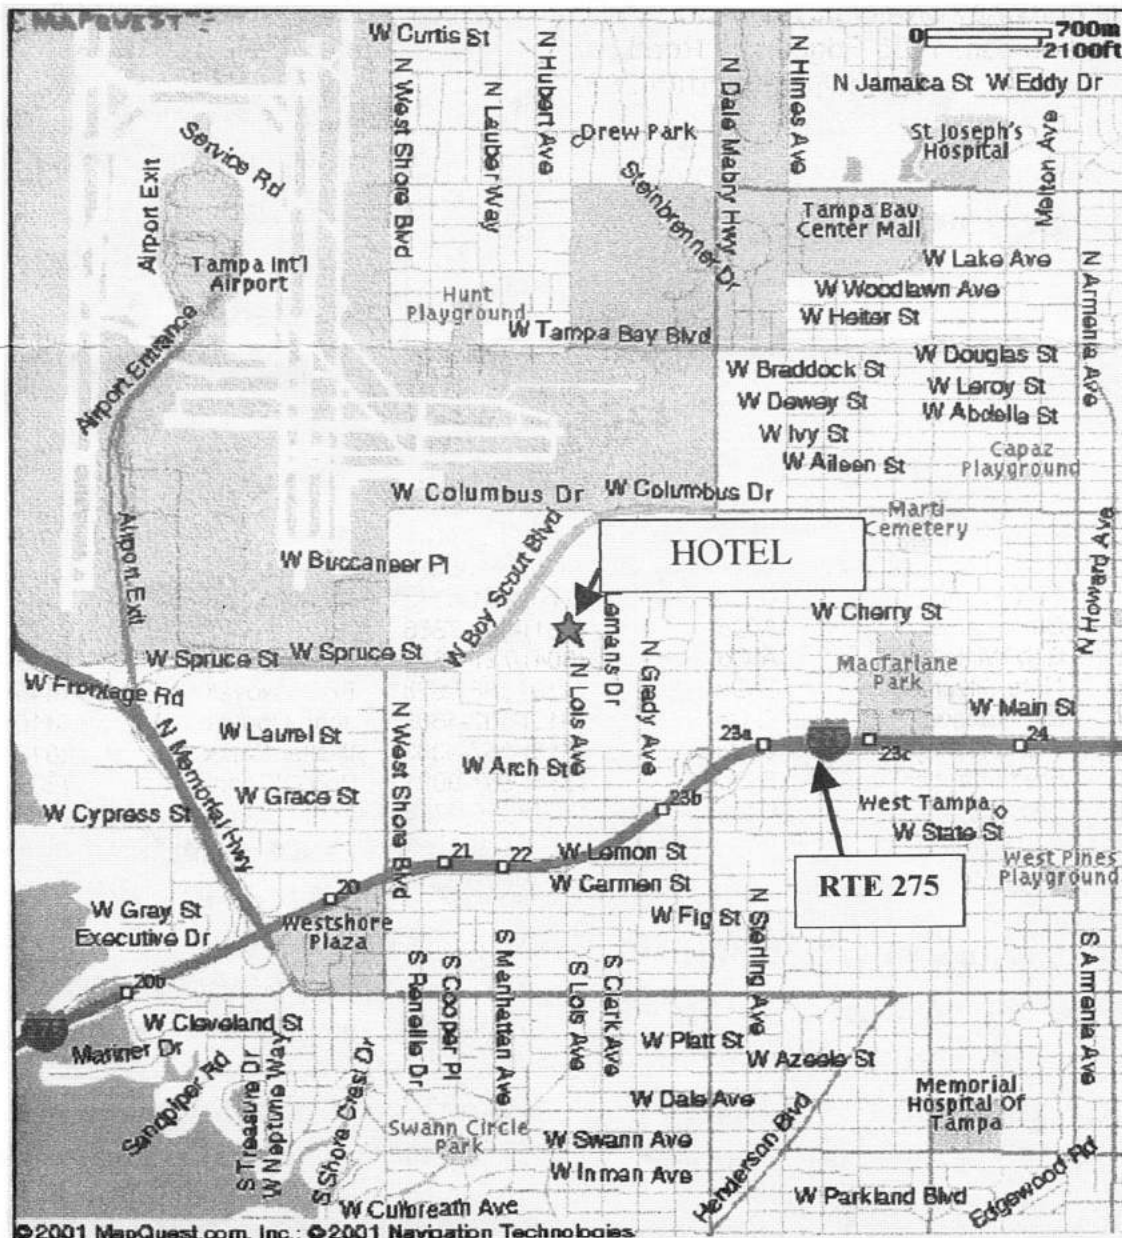 MAPQUEST
0 700m
2100ft
W Curtis St
N West Shore Blvd
N Lauber Way
N Hubert Ave
Drew Park
Steinbrenner Dr
N Dale Mabry Hwy
N Himes Ave
N Jamaica St W Eddy Dr
St Joseph's
Hospital
Melton Ave
Service Rd
Airport Exit
Tampa Int'l
Airport
Airport Entrance
Hunt
Playground
W Tampa Bay Blvd
Tampa Bay
Center Mall
W Lake Ave
W Woodlawn Ave
W Heiter St
N Armenia Ave
W Douglas St
W Braddock St
W Leroy St
W Dewey St
W Abdella St
W Ivy St
W Aileen St
Capaz
Playground
W Columbus Dr
W Columbus Dr
Marti
Cemetery
Airport Exit
W Buccaneer Pl
W Boy Scout Blvd
HOTEL
N Howard Ave
W Cherry St
W Spruce St
W Spruce St
emans Dr
N Grady Ave
N Lois Ave
Macfarlane
Park
W Frontage Rd
N Memorial Hwy
W Laurel St
N West Shore Blvd
W Main St
23a
23c
24
W Arch St
W Grace St
W Cypress St
23b
West Tampa
W State St
21
22
W Lemon St
W Carmen St
RTE 275
West Pines
Playground
20
W Gray St
Executive Dr
Westshore
Plaza
W Fig St
N Sterling Ave
S Renellie Dr
S Cooper Pl
S Manhattan Ave
S Lois Ave
S Clark Ave
S Armenia Ave
20b
W Cleveland St
Mariner Dr
W Platt St
W Azeele St
Sandpiper Rd
S Treasure Dr
W Neptune Way
S Shore Crest Dr
W Dale Ave
Memorial
Hospital Of
Tampa
Swann Circle
Park
W Swann Ave
W Inman Ave
Henderson Blvd
W Parkland Blvd
Edgewood Rd
W Culbreath Ave
©2001 MapQuest.com, Inc.; ©2001 Navigation Technologies